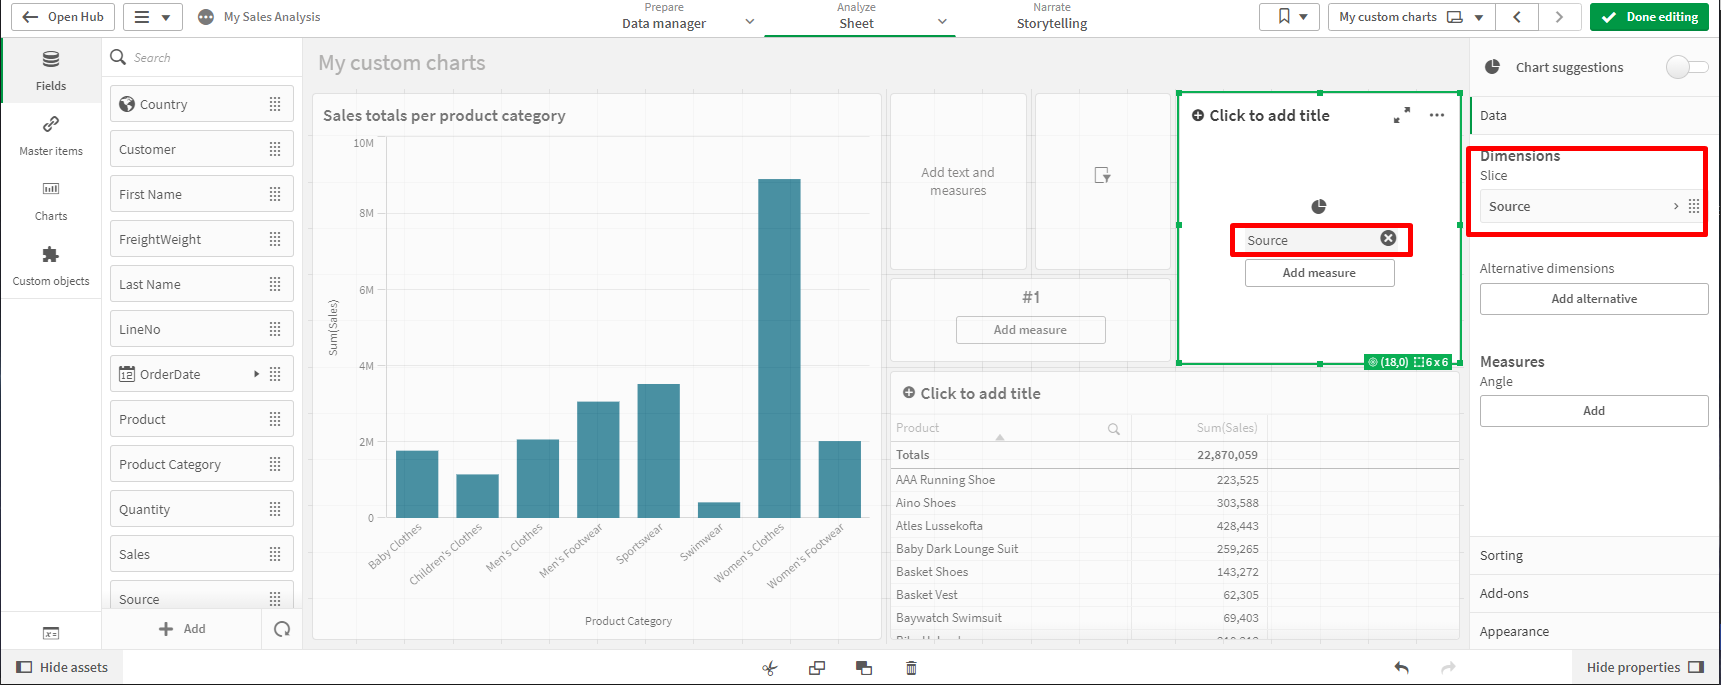 Open Hub
My Sales Analysis
Prepare
Data manager
Analyze
Sheet
Narrate
Storytelling
My custom charts
Done editing
Fields
Master items
Charts
Custom objects
Search
Country
Customer
First Name
FreightWeight
Last Name
LineNo
12 OrderDate
Product
Product Category
Quantity
Sales
Source
Add
My custom charts
Sales totals per product category
Sum(Sales)
10M
8M
6M
4M
2M
0
Baby Clothes
Children's Clothes
Men's Clothes
Men's Footwear
Sportswear
Swimwear
Women's Clothes
Women's Footwear
Product Category
Add text and
measures
#1
Add measure
Click to add title
Source
Add measure
(18,0) 6 x 6
Click to add title
Product Sum(Sales)
Totals 22,870,059
AAA Running Shoe 223,525
Aino Shoes 303,588
Atles Lussekofta 428,443
Baby Dark Lounge Suit 259,265
Basket Shoes 143,272
Basket Vest 62,305
Baywatch Swimsuit 69,403
Chart suggestions
Data
Dimensions
Slice
Source
Alternative dimensions
Add alternative
Measures
Angle
Add
Sorting
Add-ons
Appearance
Hide assets
Hide properties